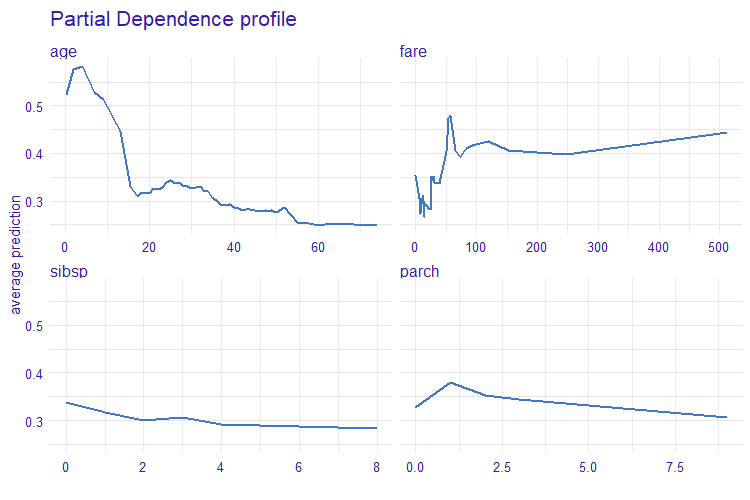 Partial Dependence profile
age
fare
0.5
0.4
0.3
0 20 40 60
0 100 200 300 400 500
average prediction
sibsp
parch
0.5
0.4
0.3
0 2 4 6 8
0.0 2.5 5.0 7.5